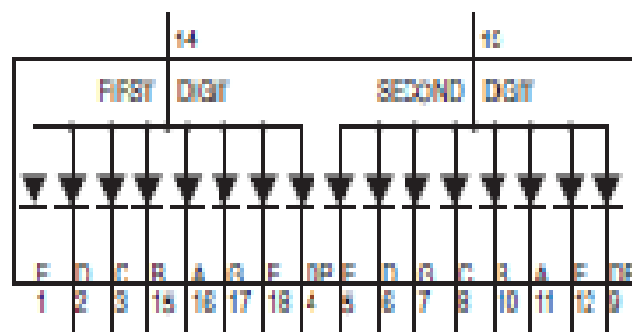 14 10
FIRST DIGIT SECOND DIGIT
D C B A G F DP E D G C B A F DP
1 2 3 15 16 17 18 4 5 6 7 8 10 11 12 9